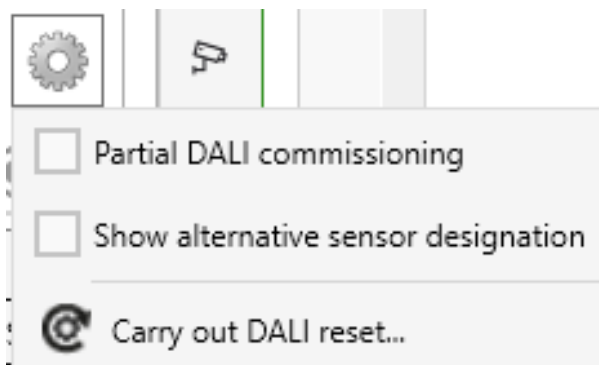 Partial DALI commissioning
Show alternative sensor designation
Carry out DALI reset...